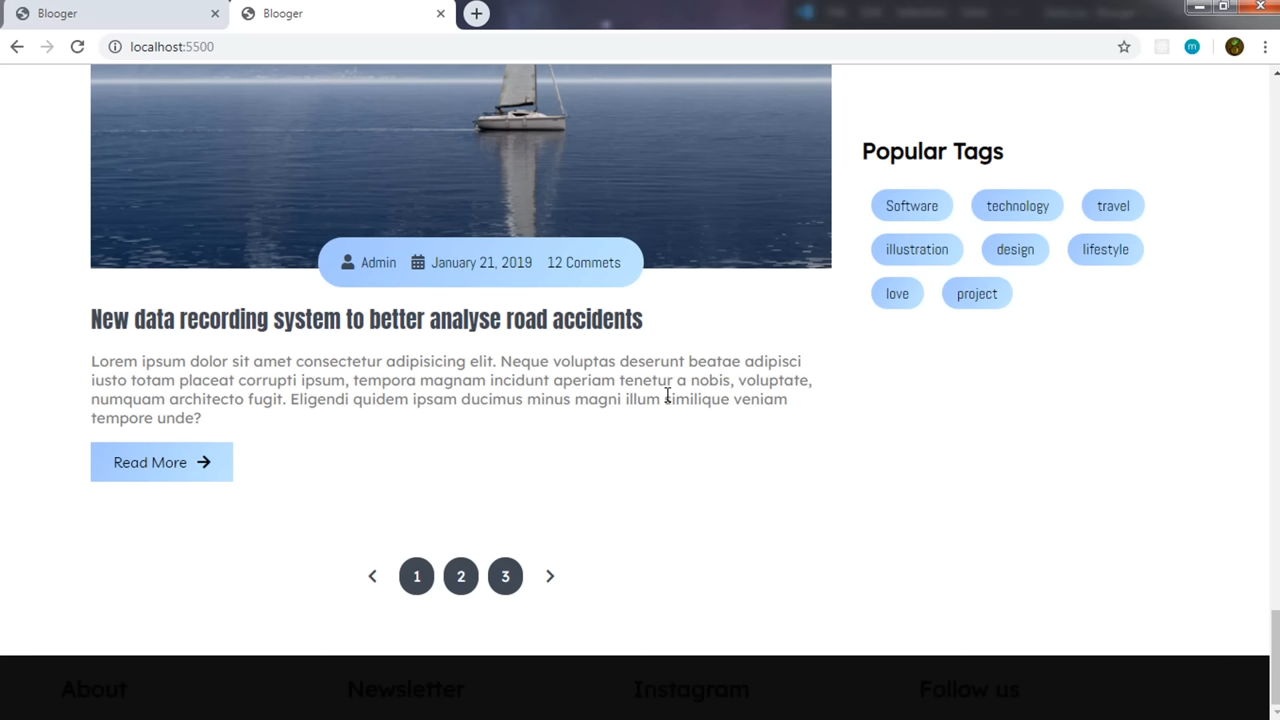 Blooger
Blooger
localhost:5500
m
Popular Tags
Software technology travel
illustration design lifestyle
love project
Admin January 21, 2019 12 Commets
New data recording system to better analyse road accidents
Lorem ipsum dolor sit amet consectetur adipisicing elit. Neque voluptas deserunt beatae adipisci
iusto totam placeat corrupti ipsum, tempora magnam incidunt aperiam tenetur a nobis, voluptate,
numquam architecto fugit. Eligendi quidem ipsam ducimus minus magni illum similique veniam
tempore unde?
Read More
1 2 3
About Newsletter Instagram Follow us